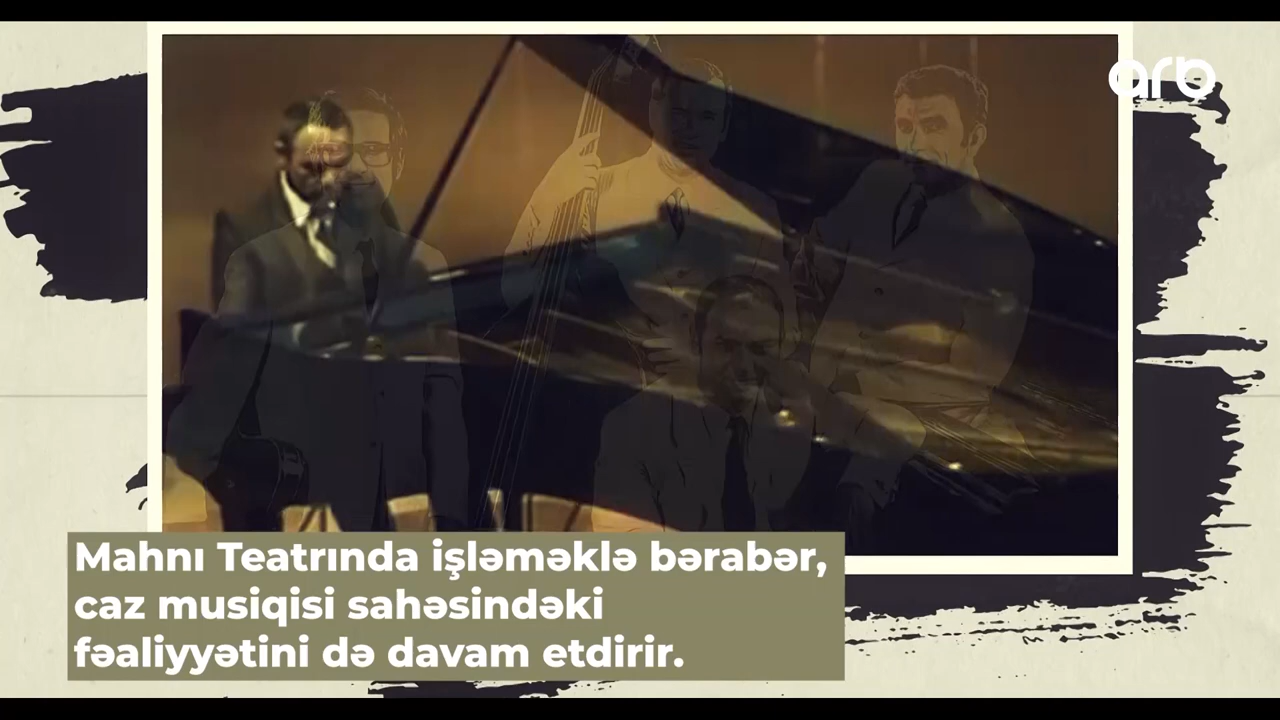 arb
Mahnı Teatrında işləməklə bərabər,
caz musiqisi sahəsindəki
fəaliyyətini də davam etdirir.